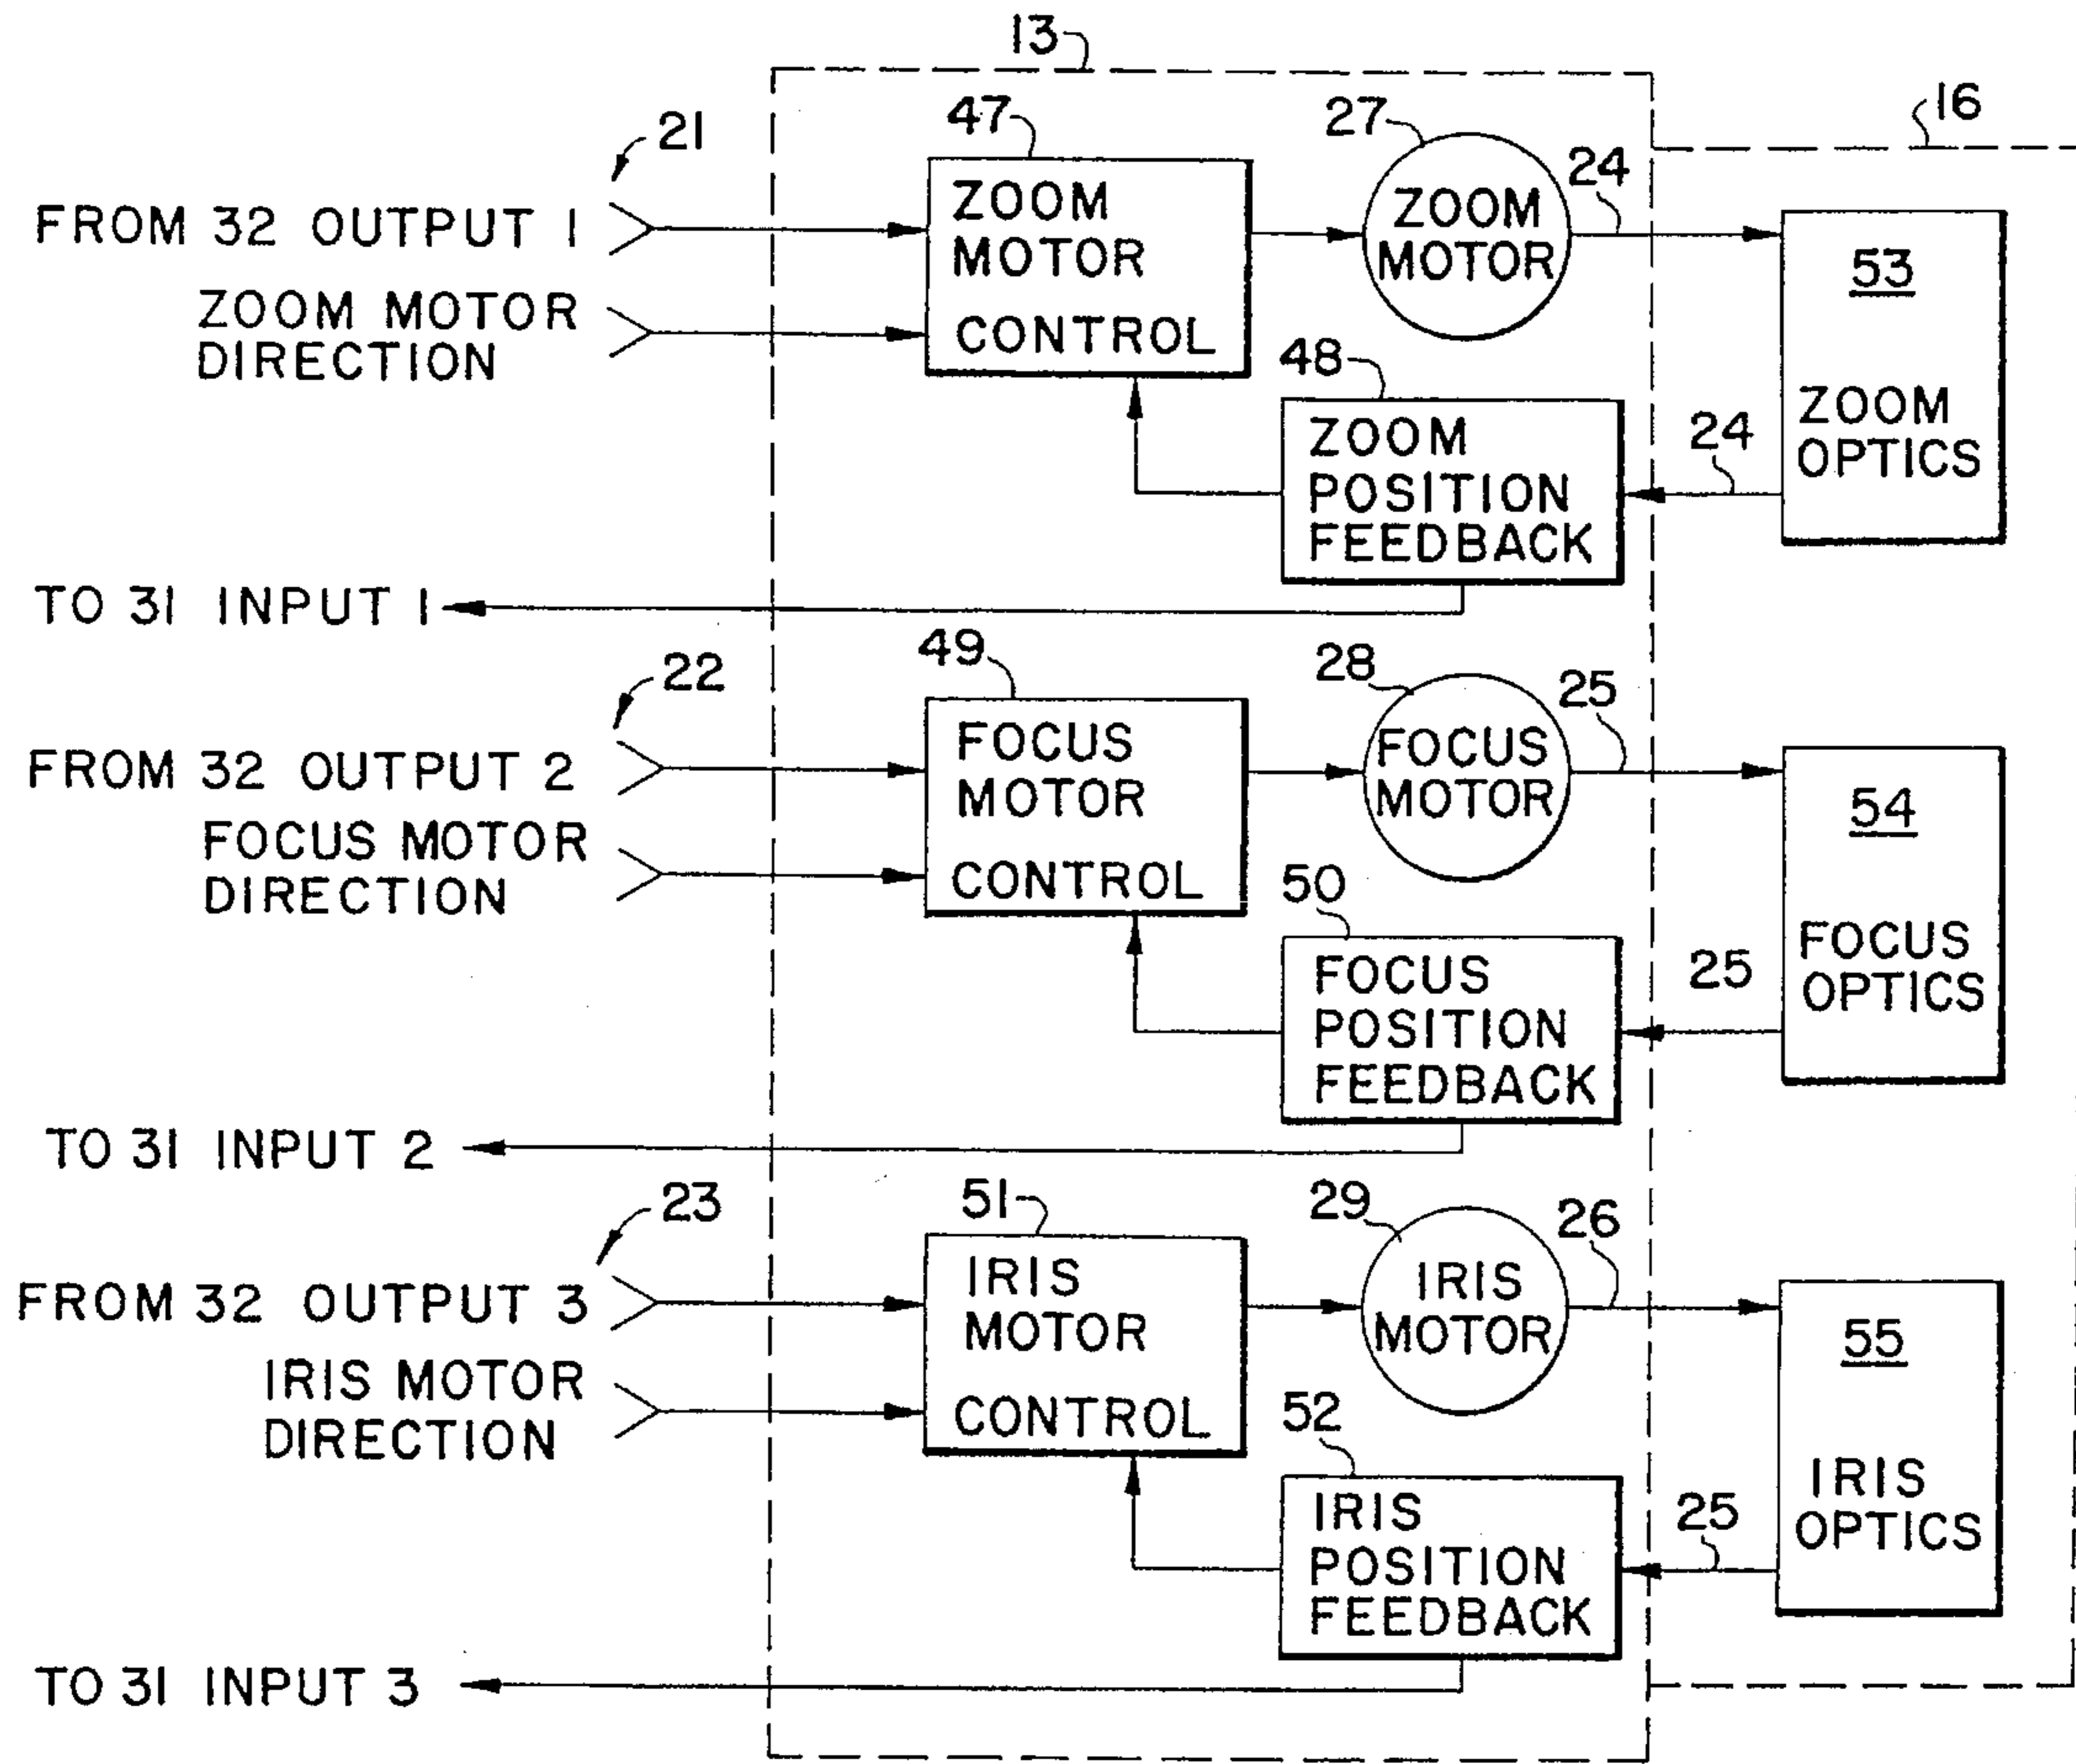 13
16
47
27
24
21
FROM 32 OUTPUT 1
ZOOM MOTOR
DIRECTION
ZOOM
MOTOR
CONTROL
ZOOM
MOTOR
53
ZOOM
OPTICS
48
24
ZOOM
POSITION
FEEDBACK
TO 31 INPUT 1
49
28
25
22
FROM 32 OUTPUT 2
FOCUS MOTOR
DIRECTION
FOCUS
MOTOR
CONTROL
FOCUS
MOTOR
54
FOCUS
OPTICS
50
25
FOCUS
POSITION
FEEDBACK
TO 31 INPUT 2
51
29
26
23
FROM 32 OUTPUT 3
IRIS MOTOR
DIRECTION
IRIS
MOTOR
CONTROL
IRIS
MOTOR
55
IRIS
OPTICS
52
25
IRIS
POSITION
FEEDBACK
TO 31 INPUT 3